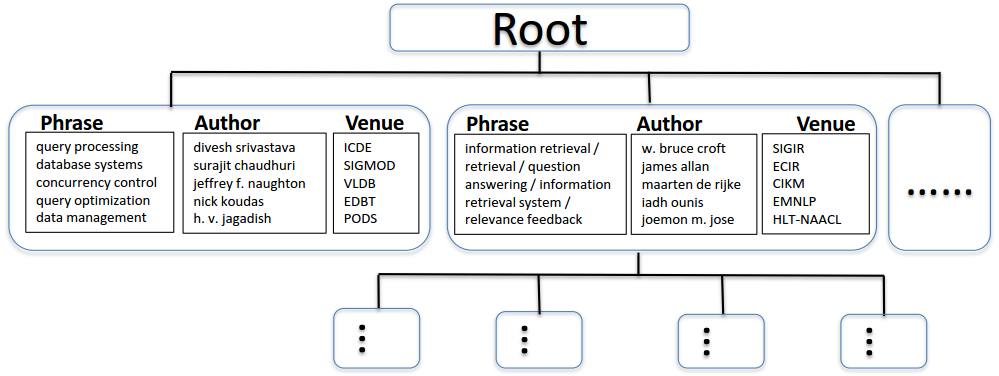 Root
Phrase
query processing
database systems
concurrency control
query optimization
data management
Author
divesh srivastava
surajit chaudhuri
jeffrey f. naughton
nick koudas
h. v. jagadish
Venue
ICDE
SIGMOD
VLDB
EDBT
PODS
Phrase
information retrieval /
retrieval / question
answering / information
retrieval system /
relevance feedback
Author
w. bruce croft
james allan
maarten de rijke
iadh ounis
joemon m. jose
Venue
SIGIR
ECIR
CIKM
EMNLP
HLT-NAACL
......
⋮
⋮
⋮
⋮